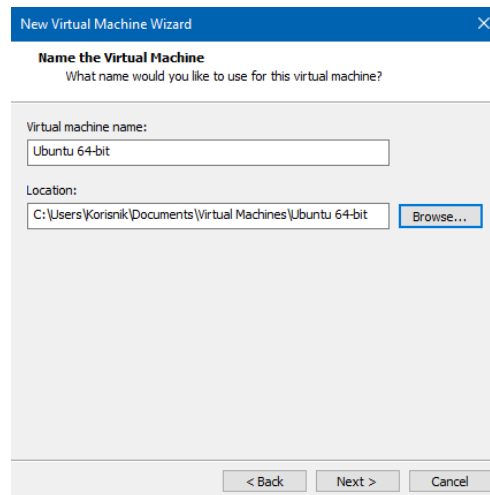 New Virtual Machine Wizard
Name the Virtual Machine
What name would you like to use for this virtual machine?
Virtual machine name:
Ubuntu 64-bit
Location:
C:\Users\Korisnik\Documents\Virtual Machines\Ubuntu 64-bit
Browse...
< Back
Next >
Cancel